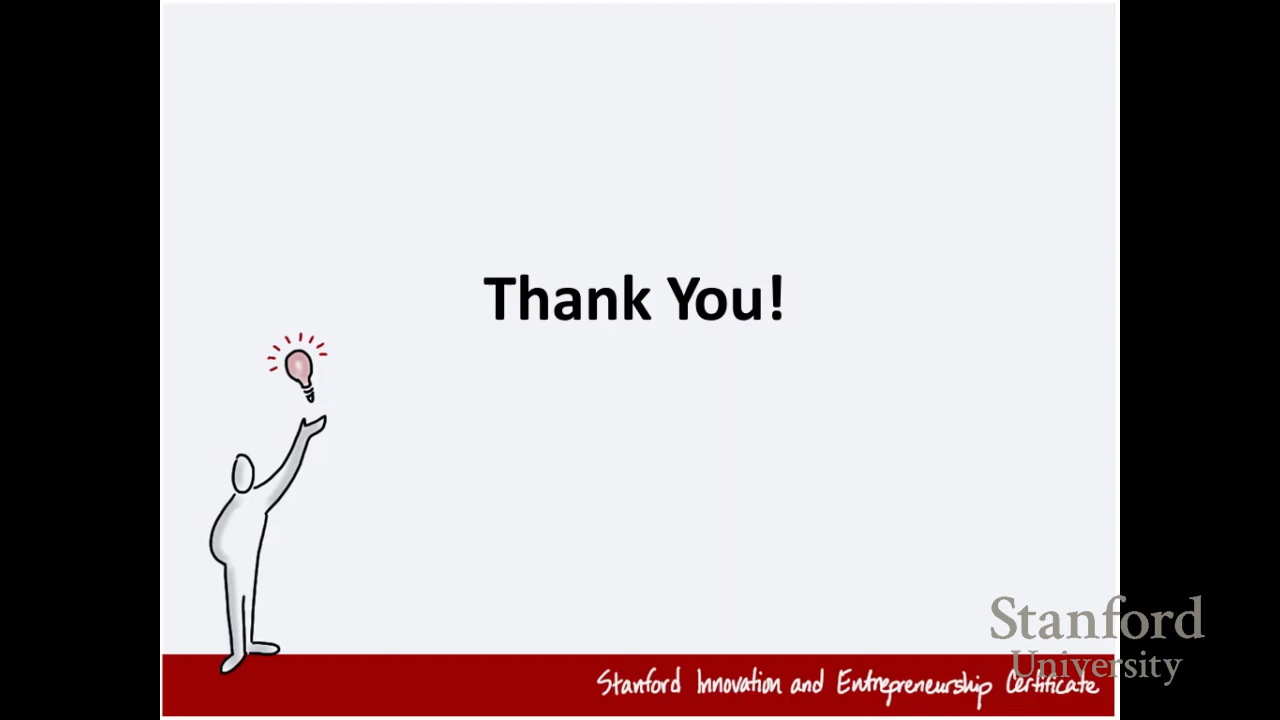 Thank You!
Stanford
University
Stanford Innovation and Entrepreneurship Certificate